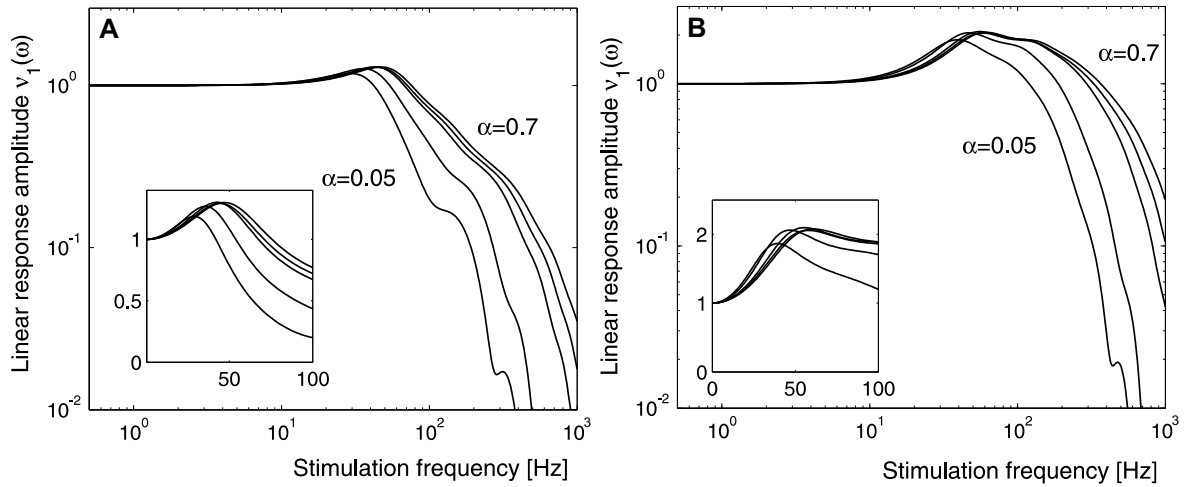 A
Linear response amplitude ν₁(ω)
10⁰
10⁻¹
10⁻²
α=0.7
α=0.05
1
0.5
0
50
100
10⁰
10¹
10²
10³
Stimulation frequency [Hz]
B
Linear response amplitude ν₁(ω)
10⁰
10⁻¹
10⁻²
α=0.7
α=0.05
2
1
0
0
50
100
10⁰
10¹
10²
10³
Stimulation frequency [Hz]